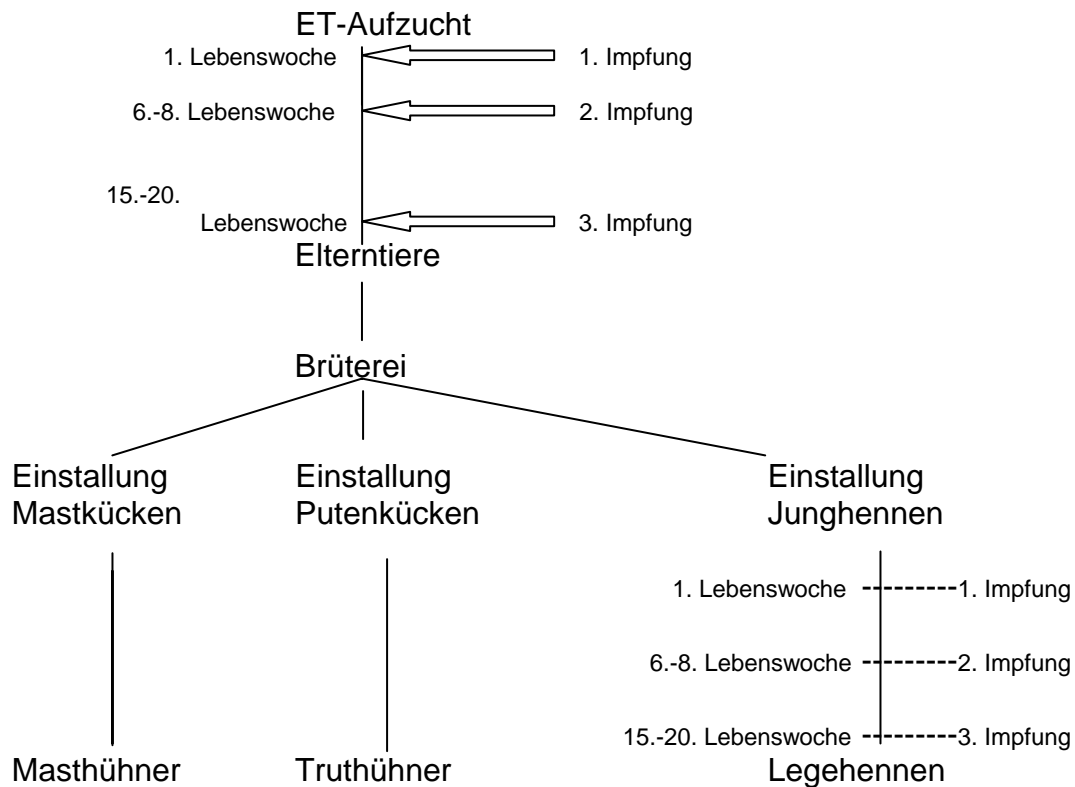 ET-Aufzucht
1. Lebenswoche 1. Impfung
6.-8. Lebenswoche 2. Impfung
15.-20.
Lebenswoche 3. Impfung
Elterntiere
Brüterei
Einstallung Einstallung Einstallung
Mastkücken Putenkücken Junghennen
1. Lebenswoche 1. Impfung
6.-8. Lebenswoche 2. Impfung
15.-20. Lebenswoche 3. Impfung
Masthühner Truthühner Legehennen